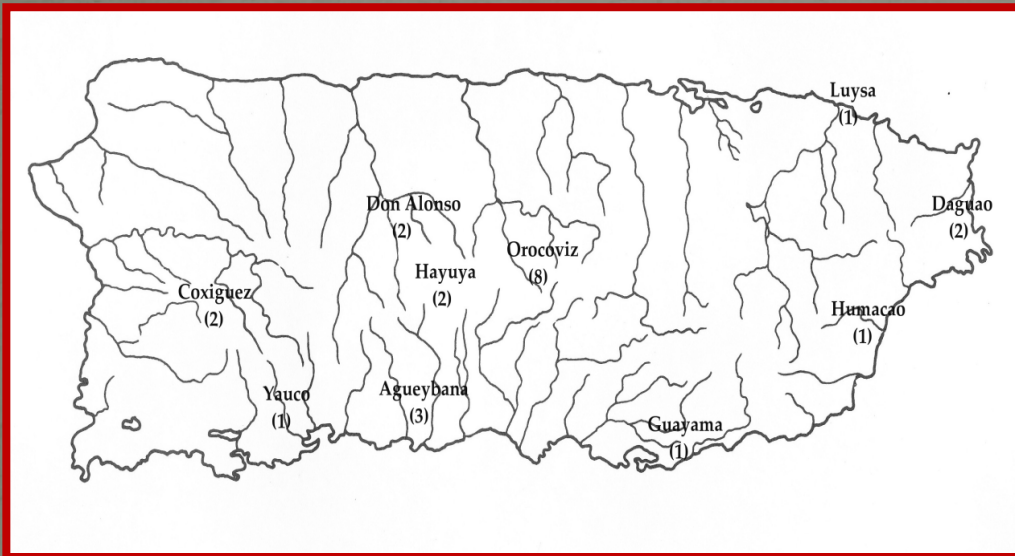 Luysa
(1)
Don Alonso
(2)
Daguao
(2)
Orocoviz
(8)
Hayuya
(2)
Coxiguez
(2)
Humacao
(1)
Yauco
(1)
Agueybana
(3)
Guayama
(1)